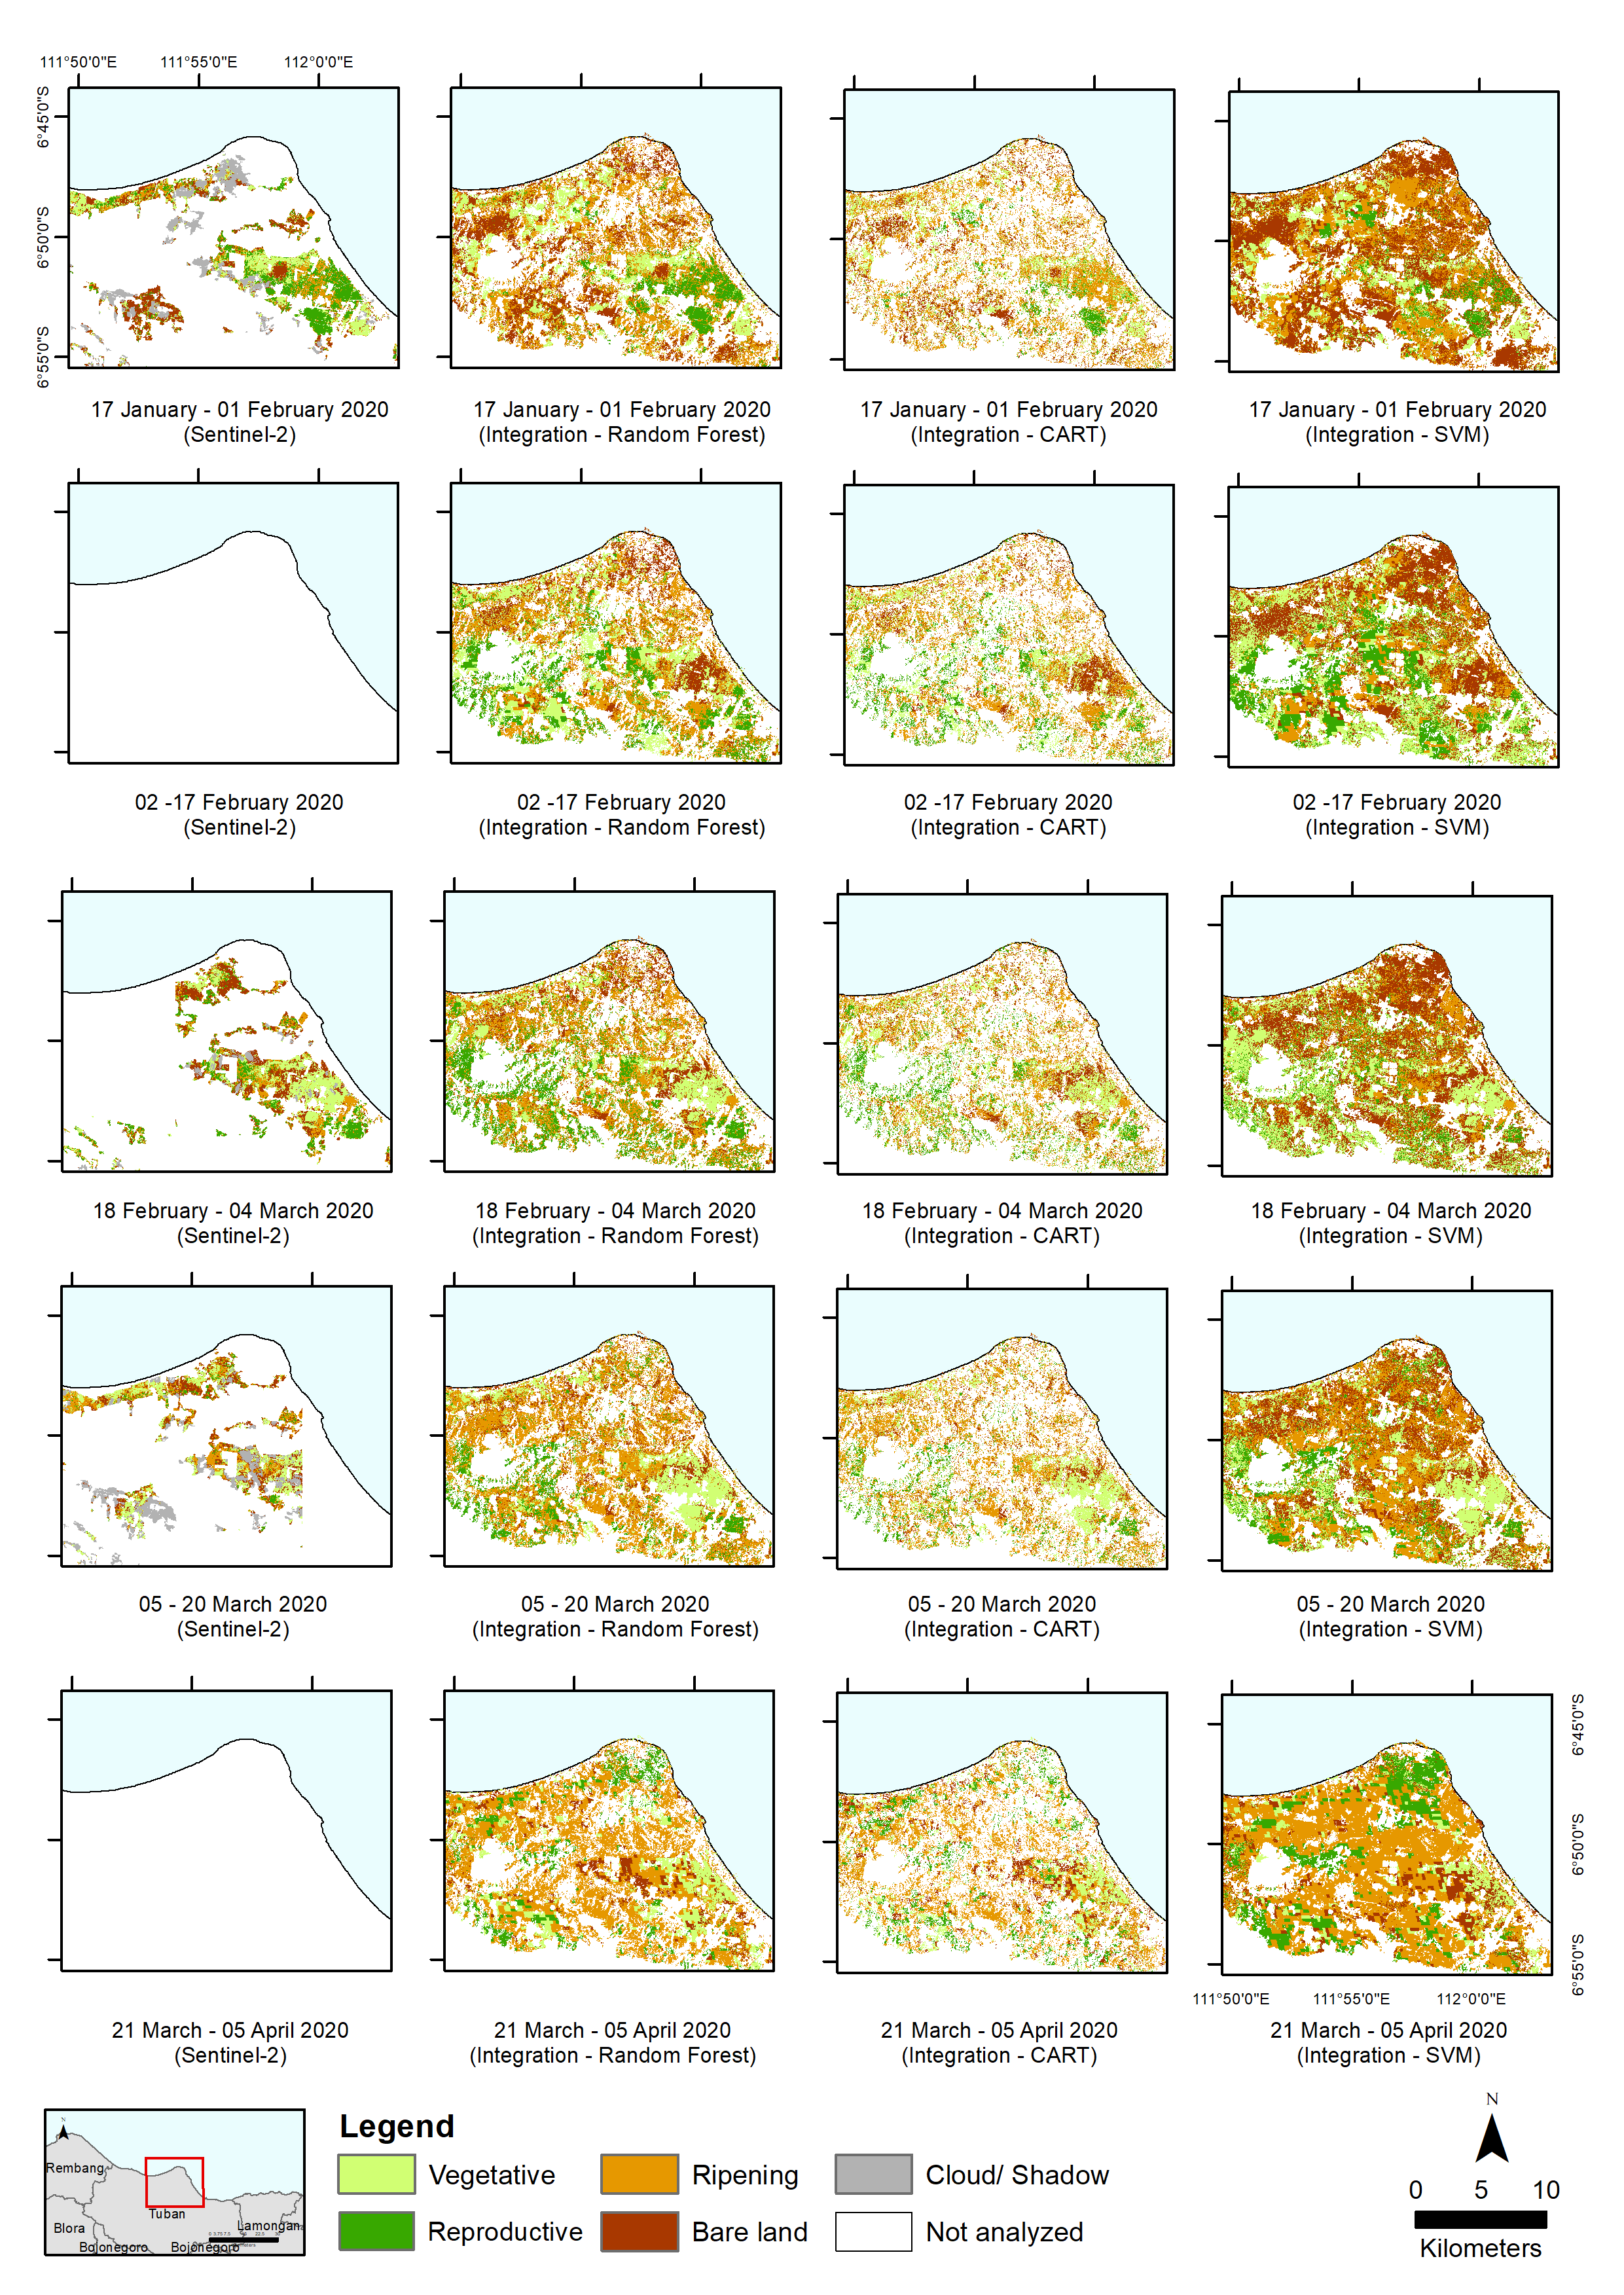 111°50'0"E 111°55'0"E 112°0'0"E
6°45'0"S
6°50'0"S
6°55'0"S
17 January - 01 February 2020
(Sentinel-2)
17 January - 01 February 2020
(Integration - Random Forest)
17 January - 01 February 2020
(Integration - CART)
17 January - 01 February 2020
(Integration - SVM)
02 -17 February 2020
(Sentinel-2)
02 -17 February 2020
(Integration - Random Forest)
02 -17 February 2020
(Integration - CART)
02 -17 February 2020
(Integration - SVM)
18 February - 04 March 2020
(Sentinel-2)
18 February - 04 March 2020
(Integration - Random Forest)
18 February - 04 March 2020
(Integration - CART)
18 February - 04 March 2020
(Integration - SVM)
05 - 20 March 2020
(Sentinel-2)
05 - 20 March 2020
(Integration - Random Forest)
05 - 20 March 2020
(Integration - CART)
05 - 20 March 2020
(Integration - SVM)
6°45'0"S
6°50'0"S
6°55'0"S
111°50'0"E 111°55'0"E 112°0'0"E
21 March - 05 April 2020
(Sentinel-2)
21 March - 05 April 2020
(Integration - Random Forest)
21 March - 05 April 2020
(Integration - CART)
21 March - 05 April 2020
(Integration - SVM)
N
Rembang
Tuban
Blora
Lamongan
Bojonegoro
Bojonegoro
Legend
Vegetative
Ripening
Cloud/ Shadow
Reproductive
Bare land
Not analyzed
N
0 5 10
Kilometers